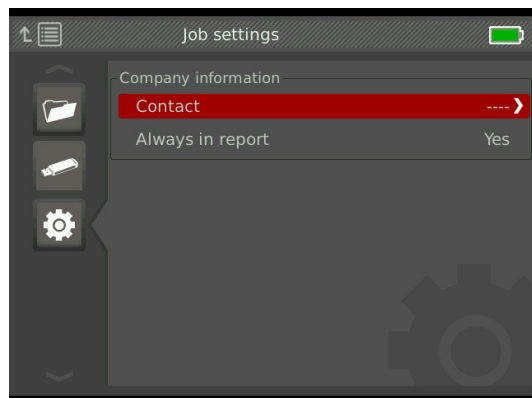 Job settings
Company information
Contact ----
Always in report Yes